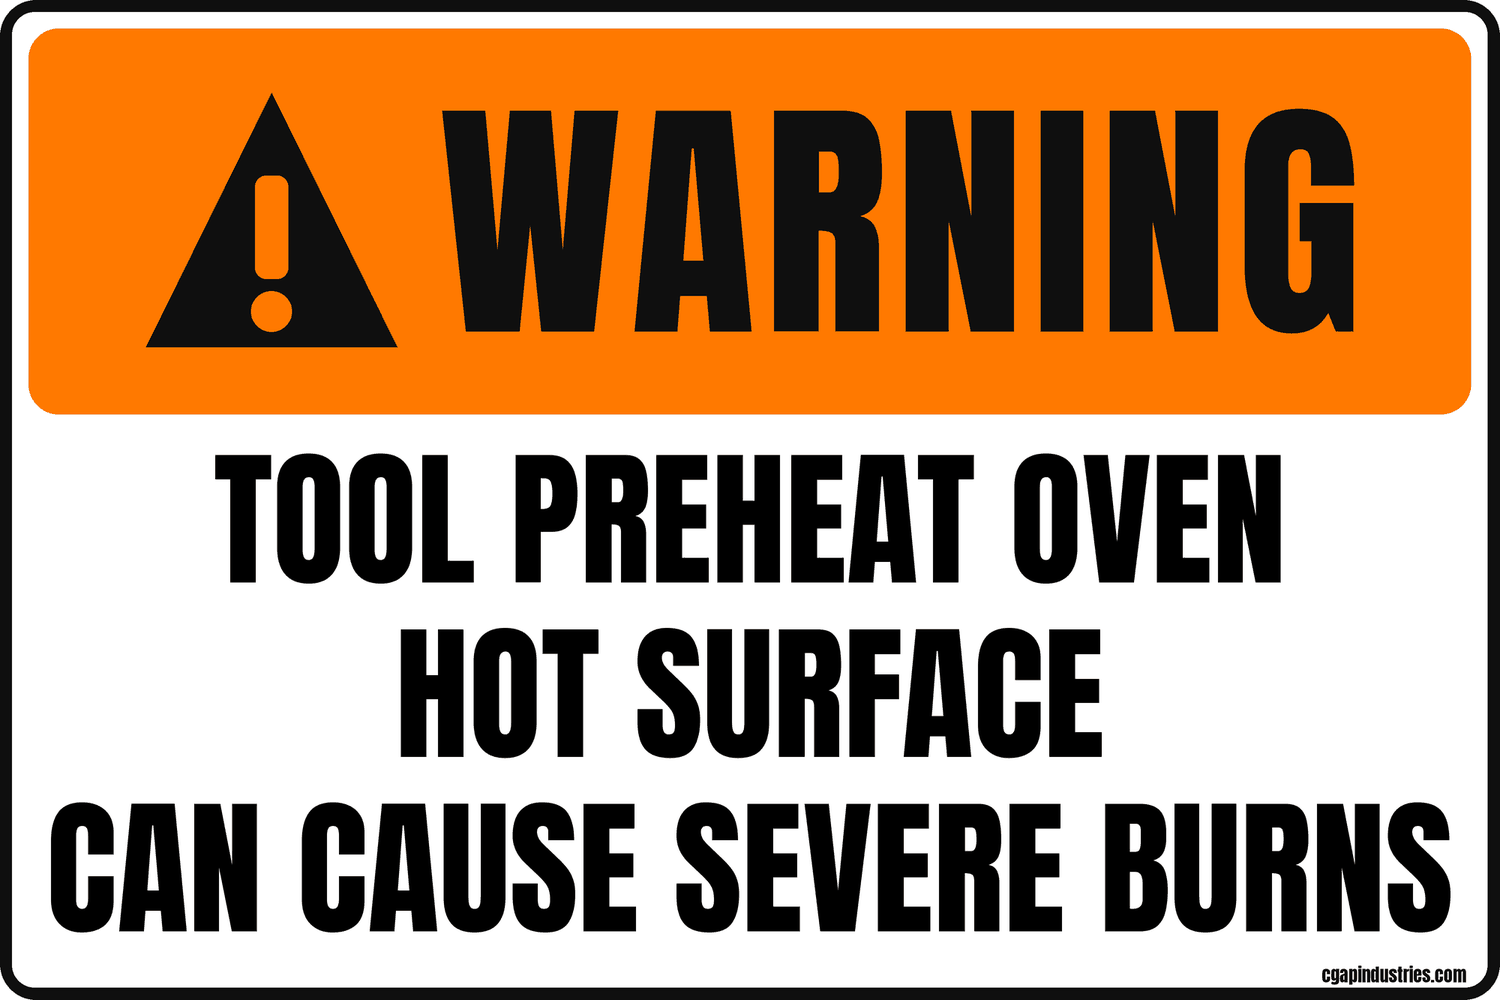 WARNING
TOOL PREHEAT OVEN
HOT SURFACE
CAN CAUSE SEVERE BURNS
cgapindustries.com